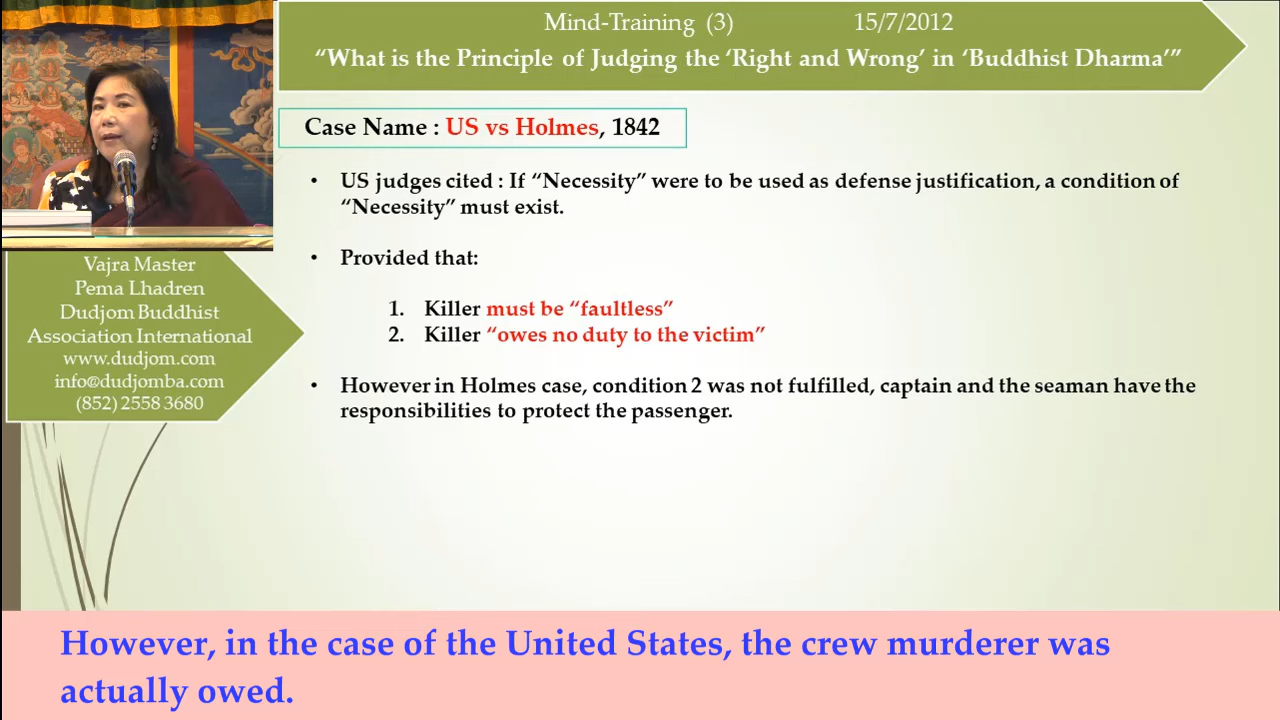 Mind-Training (3) 15/7/2012
“What is the Principle of Judging the ‘Right and Wrong’ in ‘Buddhist Dharma’”
Case Name : US vs Holmes, 1842
• US judges cited : If “Necessity” were to be used as defense justification, a condition of
“Necessity” must exist.
• Provided that:
1. Killer must be “faultless”
2. Killer “owes no duty to the victim”
• However in Holmes case, condition 2 was not fulfilled, captain and the seaman have the
responsibilities to protect the passenger.
Vajra Master
Pema Lhadren
Dudjom Buddhist
Association International
www.dudjom.com
info@dudjomba.com
(852) 2558 3680
However, in the case of the United States, the crew murderer was
actually owed.